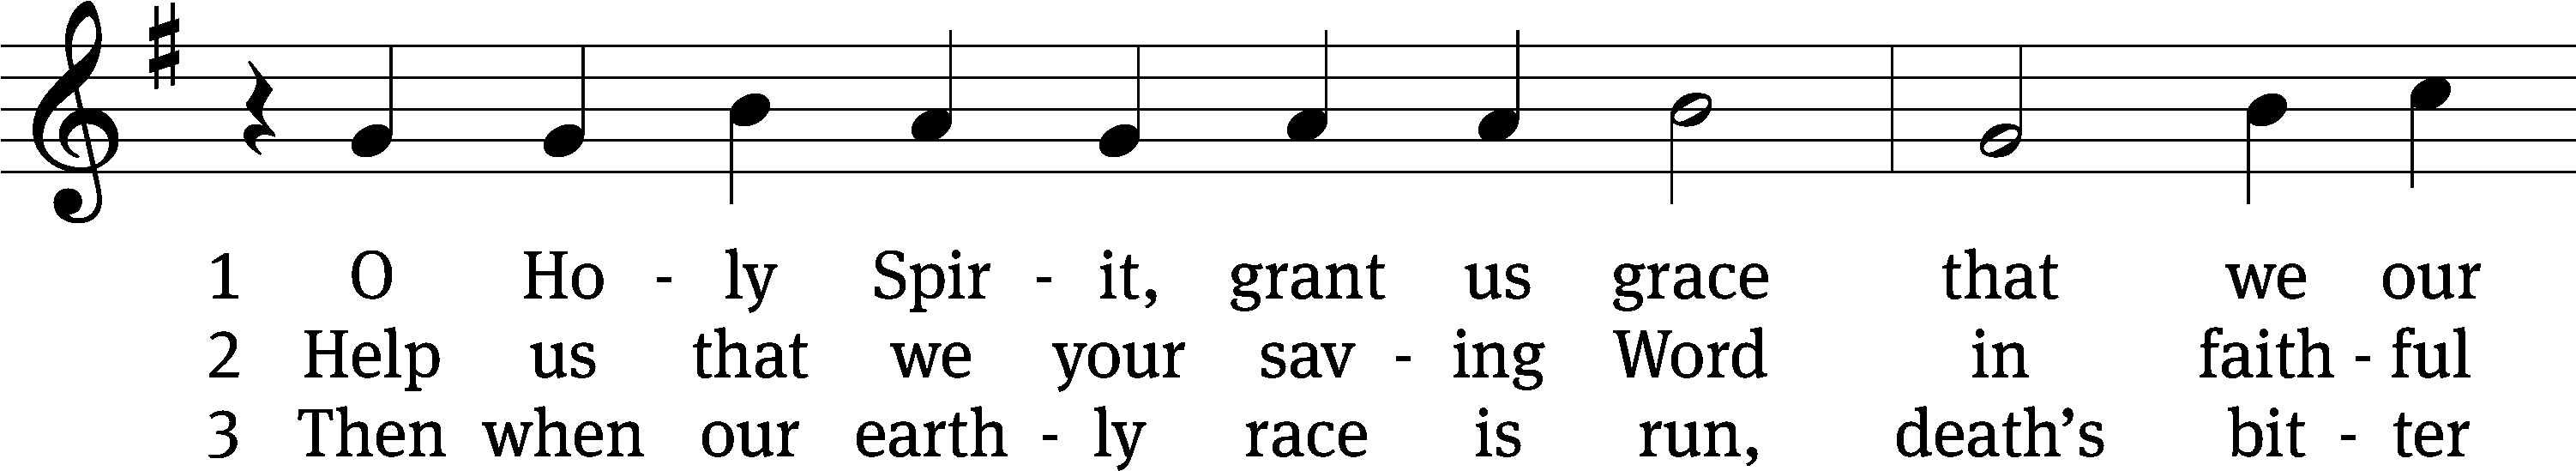 1 O Ho - ly Spir - it, grant us grace that we our
2 Help us that we your sav - ing Word in faith - ful
3 Then when our earth - ly race is run, death’s bit - ter